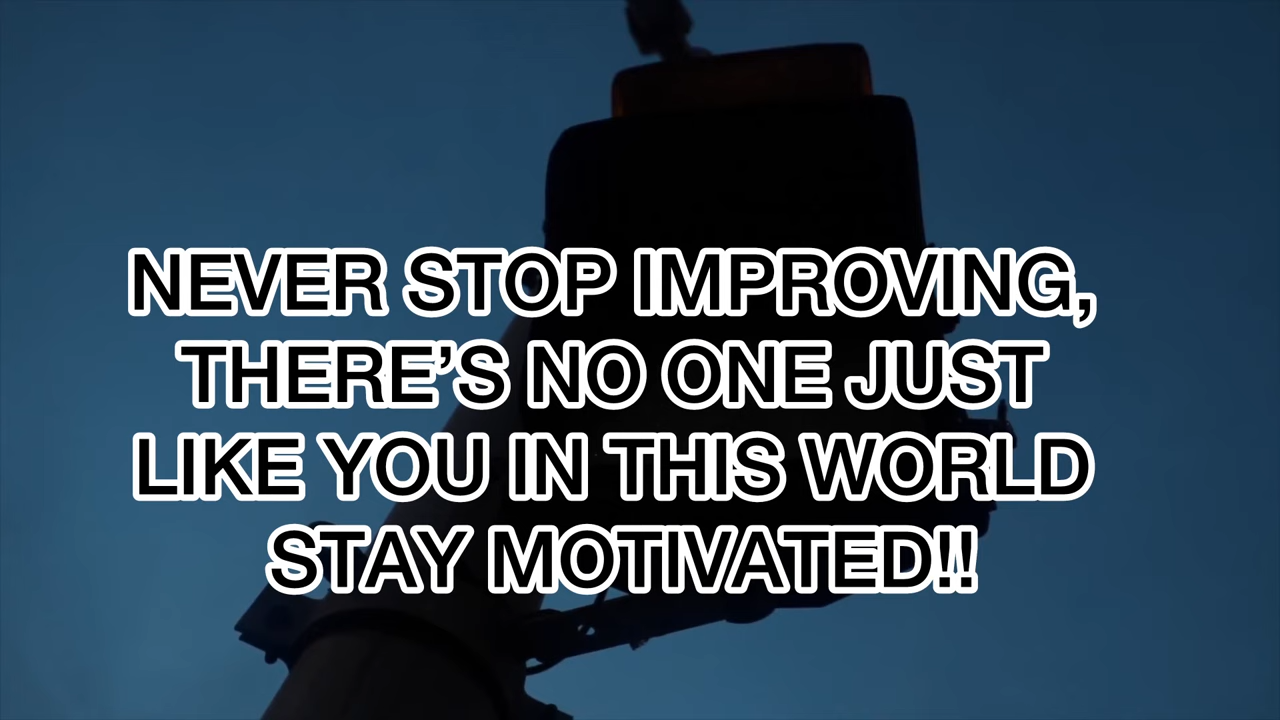 NEVER STOP IMPROVING,
THERE’S NO ONE JUST
LIKE YOU IN THIS WORLD
STAY MOTIVATED!!